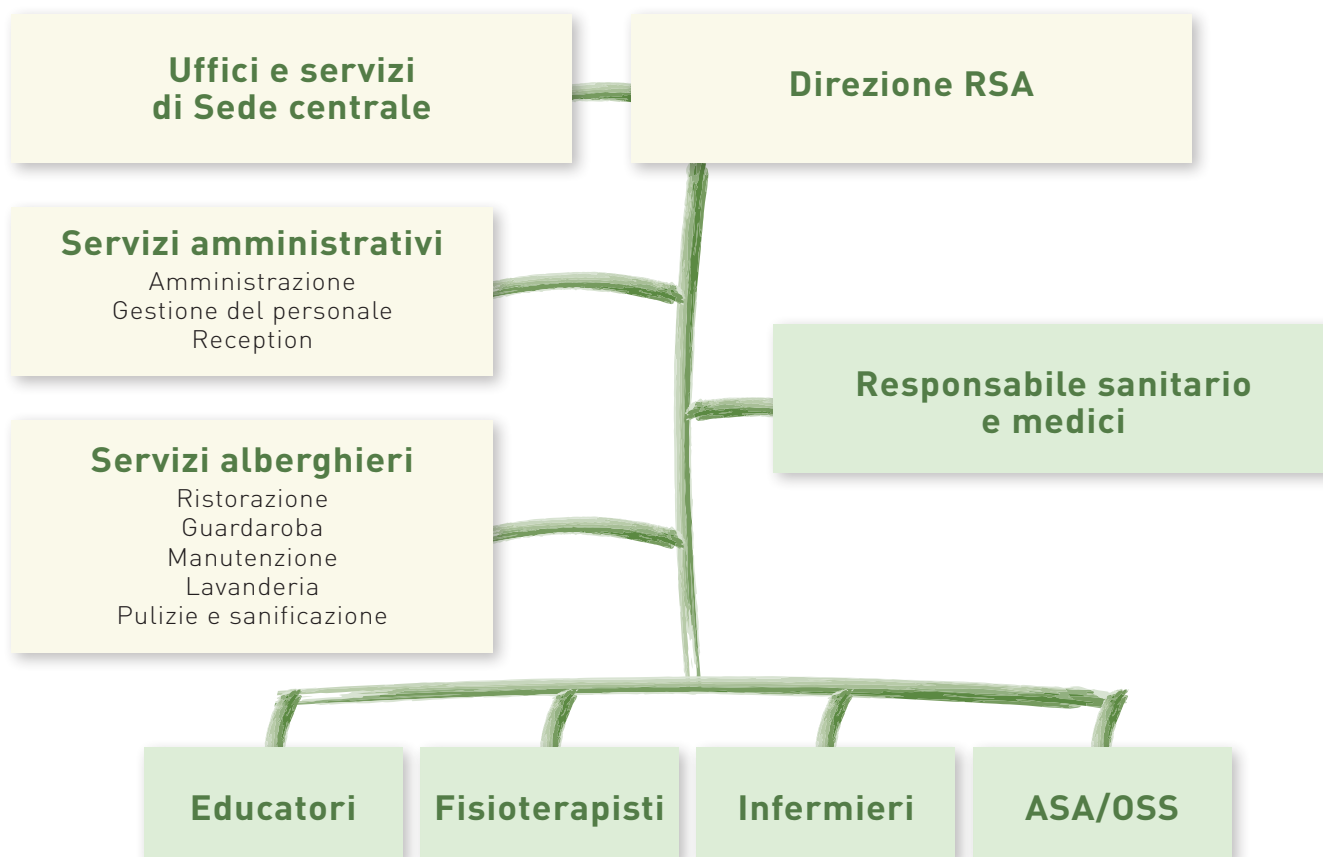 Uffici e servizi
di Sede centrale
Direzione RSA
Servizi amministrativi
Amministrazione
Gestione del personale
Reception
Responsabile sanitario
e medici
Servizi alberghieri
Ristorazione
Guardaroba
Manutenzione
Lavanderia
Pulizie e sanificazione
Educatori
Fisioterapisti
Infermieri
ASA/OSS